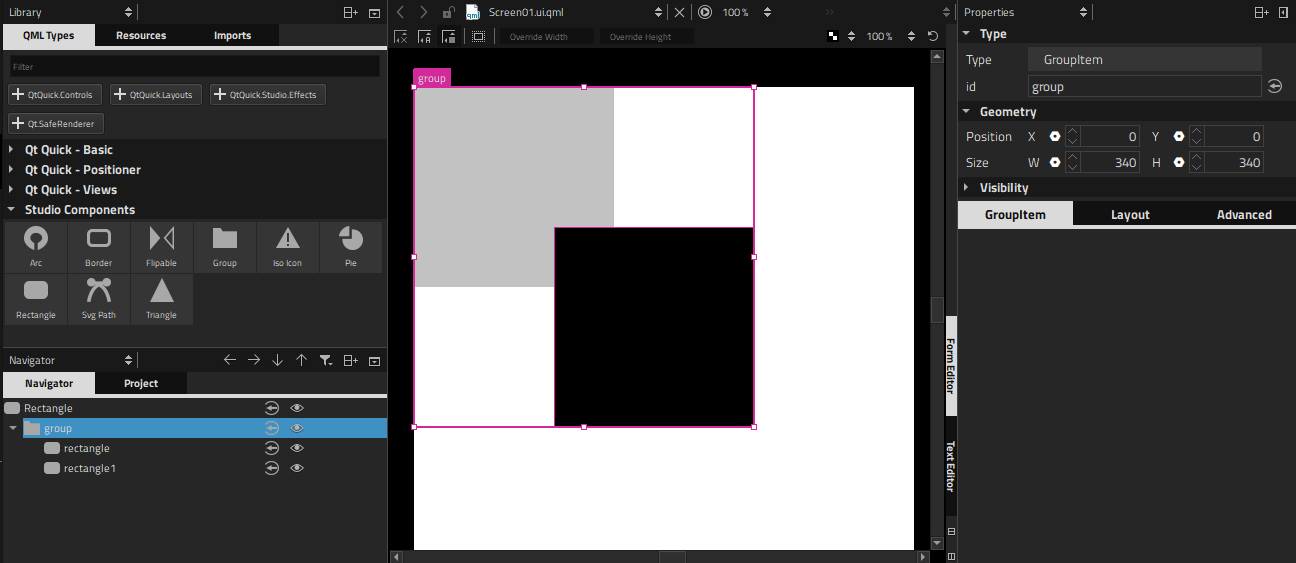 Library
Screen01.ui.qml
100 %
Properties
QML Types Resources Imports
Override Width Override Height 100 %
Type
Filter
Type GroupItem
group
id group
QtQuick.Controls QtQuick.Layouts QtQuick.Studio.Effects
Geometry
Qt.SafeRenderer
Position X 0 Y 0
Qt Quick - Basic
Size W 340 H 340
Qt Quick - Positioner
Qt Quick - Views
Visibility
Studio Components
GroupItem Layout Advanced
Arc Border Flipable Group Iso Icon Pie
Rectangle Svg Path Triangle
Navigator
Form Editor
Navigator Project
Rectangle
group
rectangle
Text Editor
rectangle1